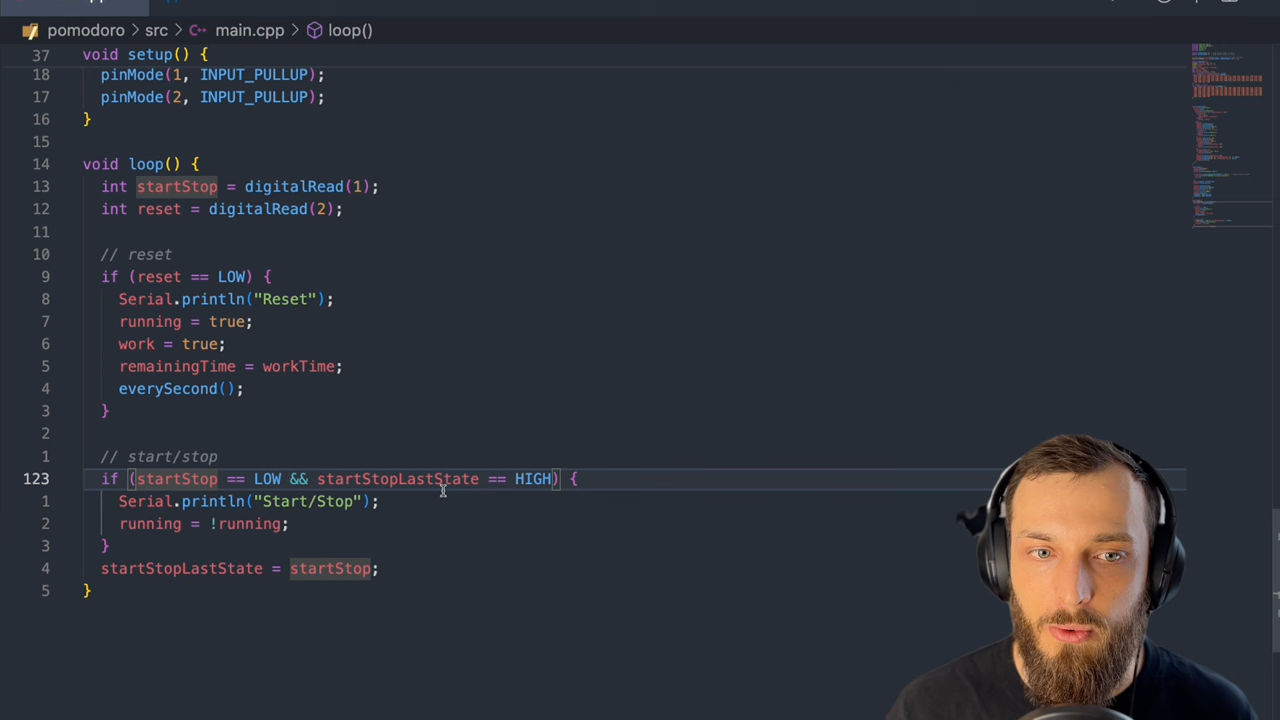 pomodoro > src > main.cpp > loop()
37 void setup() {
18 pinMode(1, INPUT_PULLUP);
17 pinMode(2, INPUT_PULLUP);
16 }
15
14 void loop() {
13 int startStop = digitalRead(1);
12 int reset = digitalRead(2);
11
10 // reset
9 if (reset == LOW) {
8 Serial.println("Reset");
7 running = true;
6 work = true;
5 remainingTime = workTime;
4 everySecond();
3 }
2
1 // start/stop
123 if (startStop == LOW && startStopLastState == HIGH) {
1 Serial.println("Start/Stop");
2 running = !running;
3 }
4 startStopLastState = startStop;
5 }